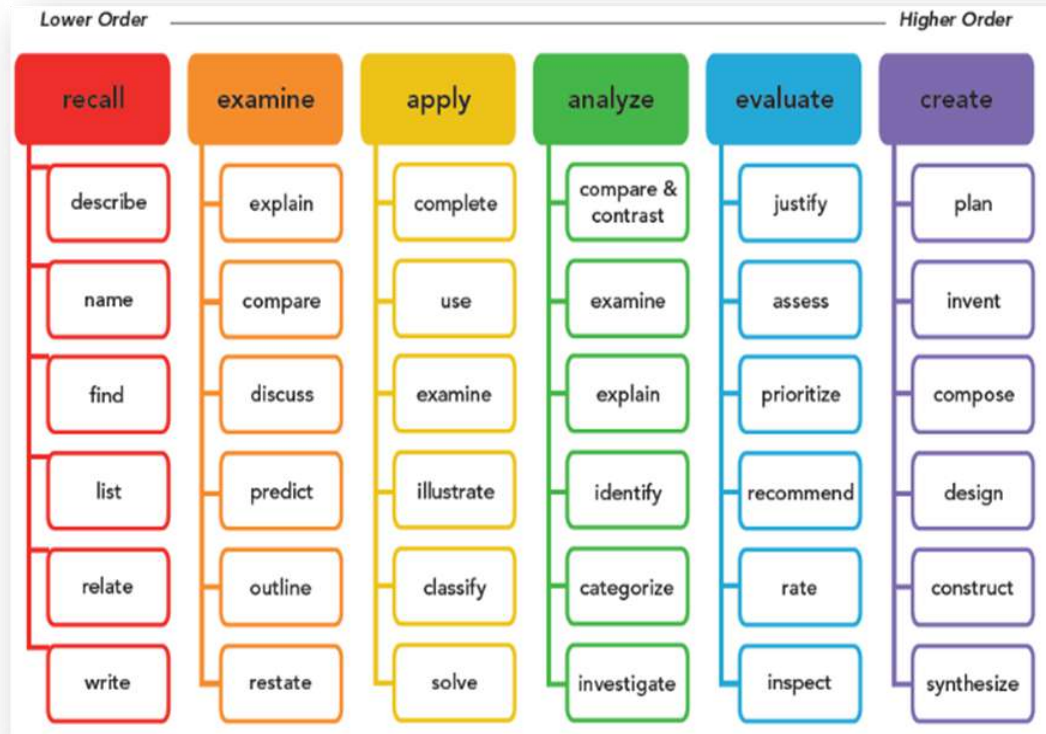 Lower Order
Higher Order
recall
examine
apply
analyze
evaluate
create
describe
explain
complete
compare &
contrast
justify
plan
name
compare
use
examine
assess
invent
find
discuss
examine
explain
prioritize
compose
list
predict
illustrate
identify
recommend
design
relate
outline
classify
categorize
rate
construct
write
restate
solve
investigate
inspect
synthesize